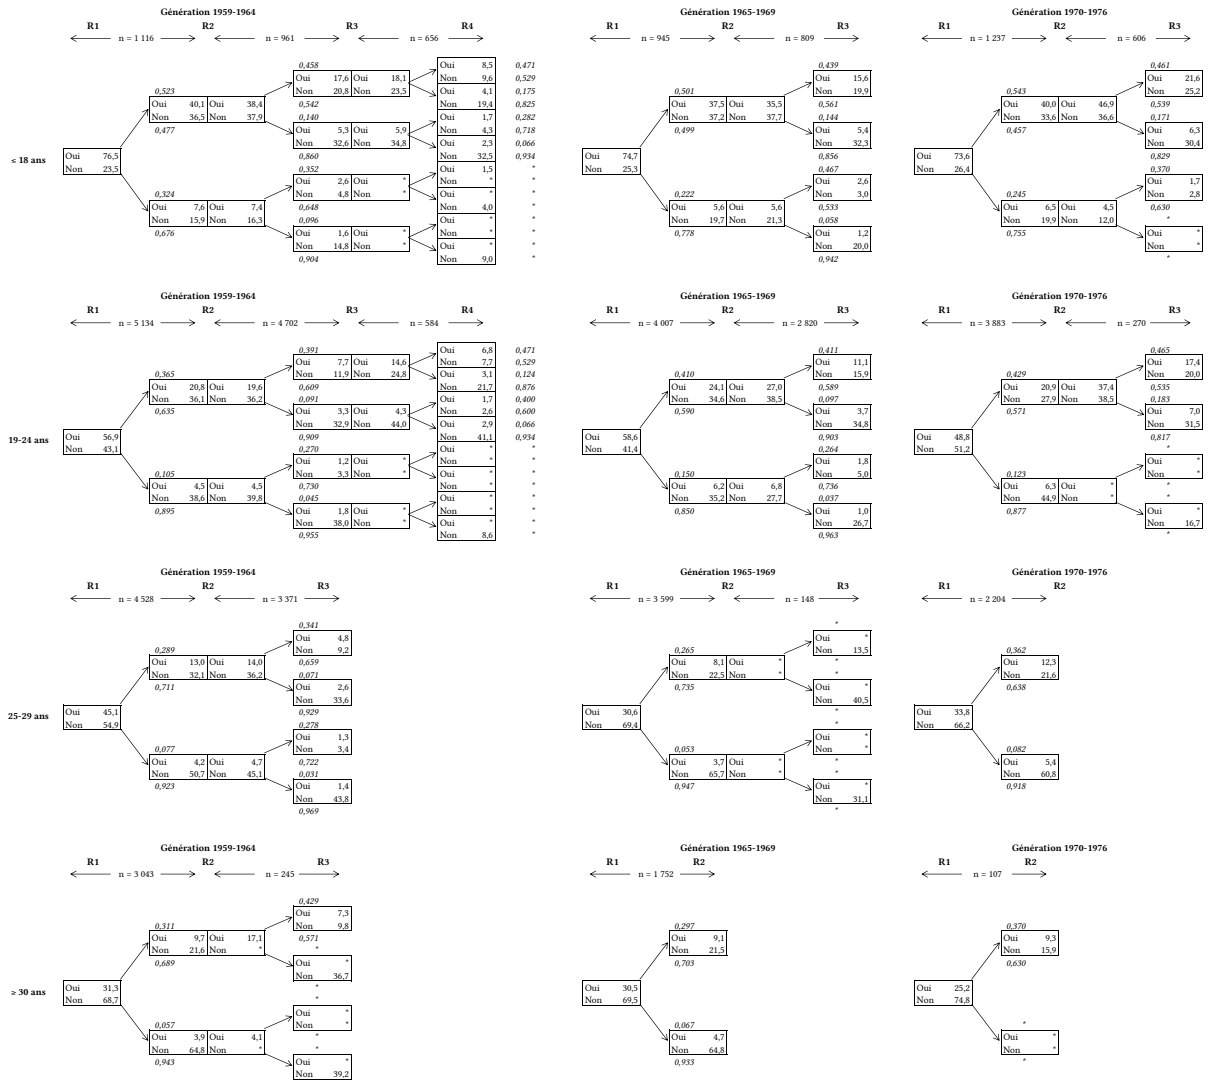 Génération 1959-1964 Génération 1965-1969 Génération 1970-1976
R1 R2 R3 R4 R1 R2 R3 R1 R2 R3
n = 1 116 n = 961 n = 656 n = 945 n = 809 n = 1 237 n = 606
0,458 Oui 8,5 0,471 0,439 0,461
Oui 17,6 Oui 18,1 Non 9,6 0,529 Oui 15,6 Oui 21,6
0,523 Non 20,8 Non 23,5 Oui 4,1 0,175 0,501 Non 19,9 0,543 Non 25,2
Oui 40,1 Oui 38,4 0,542 Non 19,4 0,825 37,5 Oui 35,5 0,561 Oui 40,0 Oui 46,9 0,539
Non 36,5 Non 37,9 0,140 Oui 1,7 0,282 Non 37,2 Non 37,7 0,144 Non 33,6 Non 36,6 0,171
0,477 Oui 5,3 Oui 5,9 Non 4,3 0,718 0,499 Oui 5,4 0,457 Oui 6,3
Non 32,6 Non 34,8 Oui 2,3 0,066 Non 32,3 Non 30,4
≤ 18 ans Oui 76,5 0,860 Non 32,5 0,934 Oui 74,7 0,856 Oui 73,6 0,829
Non 23,5 0,352 Oui 1,5 * Non 25,3 0,467 Non 26,4 0,370
Oui 2,6 Oui * Non * * Oui 2,6 Oui 1,7
0,324 Non 4,8 Non * Oui * * 0,222 Non 3,0 0,245 Non 2,8
Oui 7,6 Oui 7,4 0,648 Non 4,0 * Oui 5,6 Oui 5,6 0,533 Oui 6,5 Oui 4,5 0,630
Non 15,9 Non 16,3 0,096 Oui * * Non 19,7 Non 21,3 0,058 Non 19,9 Non 12,0 *
0,676 Oui 1,6 Oui * Non * * 0,778 Oui 1,2 0,755 Oui *
Non 14,8 Non * Oui * * Non 20,0 Non *
0,904 Non 9,0 * 0,942 *
Génération 1959-1964 Génération 1965-1969 Génération 1970-1976
R1 R2 R3 R4 R1 R2 R3 R1 R2 R3
n = 5 134 n = 4 702 n = 584 n = 4 007 n = 2 820 n = 3 883 n = 270
0,391 Oui 6,8 0,471 0,411 0,465
Oui 7,7 Oui 14,6 Non 7,7 0,529 Oui 11,1 Oui 17,4
0,365 Non 11,9 Non 24,8 Oui 3,1 0,124 0,410 Non 15,9 0,429 Non 20,0
Oui 20,8 Oui 19,6 0,609 Non 21,7 0,876 Oui 24,1 Oui 27,0 0,589 Oui 20,9 Oui 37,4 0,535
Non 36,1 Non 36,2 0,091 Oui 1,7 0,400 Non 34,6 Non 38,5 0,097 Non 27,9 Non 38,5 0,183
0,635 Oui 3,3 Oui 4,3 Non 2,6 0,600 0,590 Oui 3,7 0,571 Oui 7,0
Non 32,9 Non 44,0 Oui 2,9 0,066 Non 34,8 Non 31,5
19-24 ans Oui 56,9 0,909 Non 41,1 0,934 Oui 58,6 0,903 Oui 48,8 0,817
Non 43,1 0,270 Oui * * Non 41,4 0,264 Non 51,2 *
Oui 1,2 Oui * Non * * Oui 1,8 Oui *
0,105 Non 3,3 Non * Oui * * 0,150 Non 5,0 0,123 Non *
Oui 4,5 Oui 4,5 0,730 Non * * Oui 6,2 Oui 6,8 0,736 Oui 6,3 Oui * *
Non 38,6 Non 39,8 0,045 Oui * * Non 35,2 Non 27,7 0,037 Non 44,9 Non * *
0,895 Oui 1,8 Oui * Non * * 0,850 Oui 1,0 0,877 Oui *
Non 38,0 Non * Oui * * Non 26,7 Non 16,7
0,955 Non 8,6 * 0,963 *
Génération 1959-1964 Génération 1965-1969 Génération 1970-1976
R1 R2 R3 R1 R2 R3 R1 R2
n = 4 528 n = 3 371 n = 3 599 n = 148 n = 2 204
0,341 *
Oui 4,8 Oui *
0,289 Non 9,2 0,265 Non 13,5 0,362
Oui 13,0 Oui 14,0 0,659 Oui 8,1 Oui * * Oui 12,3
Non 32,1 Non 36,2 0,071 Non 22,5 Non * * Non 21,6
0,711 Oui 2,6 0,735 Oui * 0,638
Non 33,6 Non 40,5
25-29 ans Oui 45,1 0,929 Oui 30,6 * Oui 33,8
Non 54,9 0,278 Non 69,4 * Non 66,2
Oui 1,3 Oui *
0,077 Non 3,4 0,053 Non * 0,082
Oui 4,2 Oui 4,7 0,722 Oui 3,7 Oui * * Oui 5,4
Non 50,7 Non 45,1 0,031 Non 65,7 Non * * Non 60,8
0,923 Oui 1,4 0,947 Oui * 0,918
Non 43,8 Non 31,1
0,969 *
Génération 1959-1964 Génération 1965-1969 Génération 1970-1976
R1 R2 R3 R1 R2 R1 R2
n = 3 043 n = 245 n = 1 752 n = 107
0,429
Oui 7,3
0,311 Non 9,8 0,297 0,370
Oui 9,7 Oui 17,1 0,571 Oui 9,1 Oui 9,3
Non 21,6 Non * * Non 21,5 Non 15,9
0,689 Oui * 0,703 0,630
Non 36,7
≥ 30 ans Oui 31,3 * Oui 30,5 Oui 25,2
Non 68,7 * Non 69,5 Non 74,8
Oui *
0,057 Non * 0,067 *
Oui 3,9 Oui 4,1 * Oui 4,7 Oui *
Non 64,8 Non * * Non 64,8 Non *
0,943 Oui * 0,933 *
Non 39,2